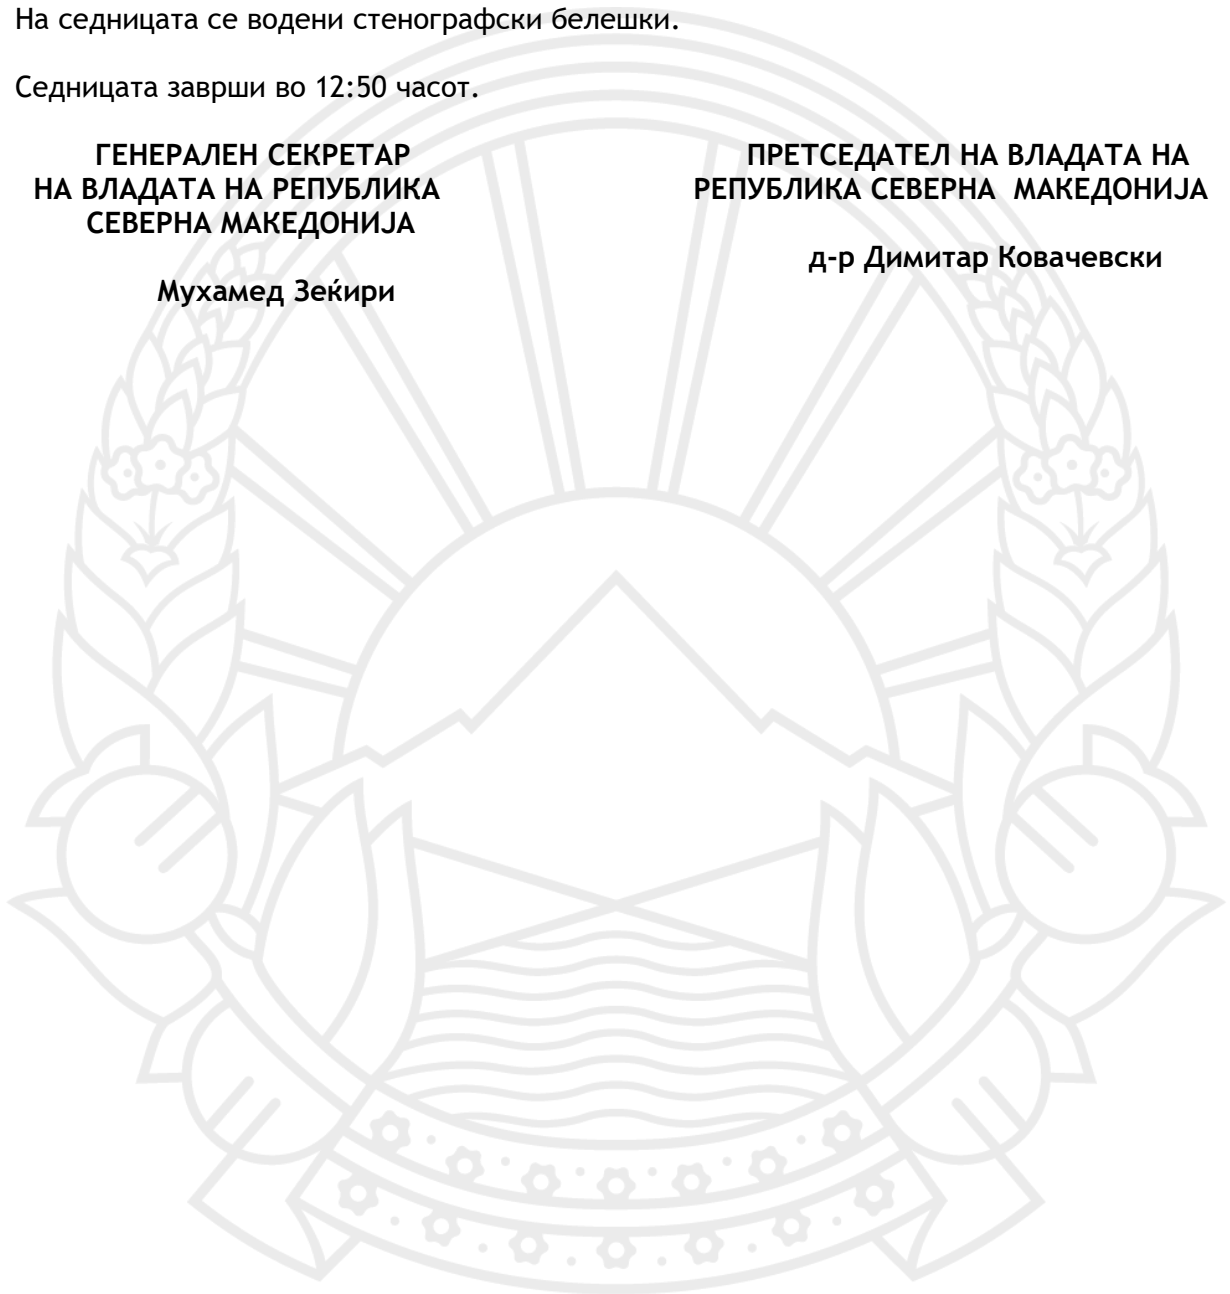 На седницата се водени стенографски белешки.
Седницата заврши во 12:50 часот.
ГЕНЕРАЛЕН СЕКРЕТАР
НА ВЛАДАТА НА РЕПУБЛИКА
СЕВЕРНА МАКЕДОНИЈА
Мухамед Зеќири
ПРЕТСЕДАТЕЛ НА ВЛАДАТА НА
РЕПУБЛИКА СЕВЕРНА МАКЕДОНИЈА
д-р Димитар Ковачевски